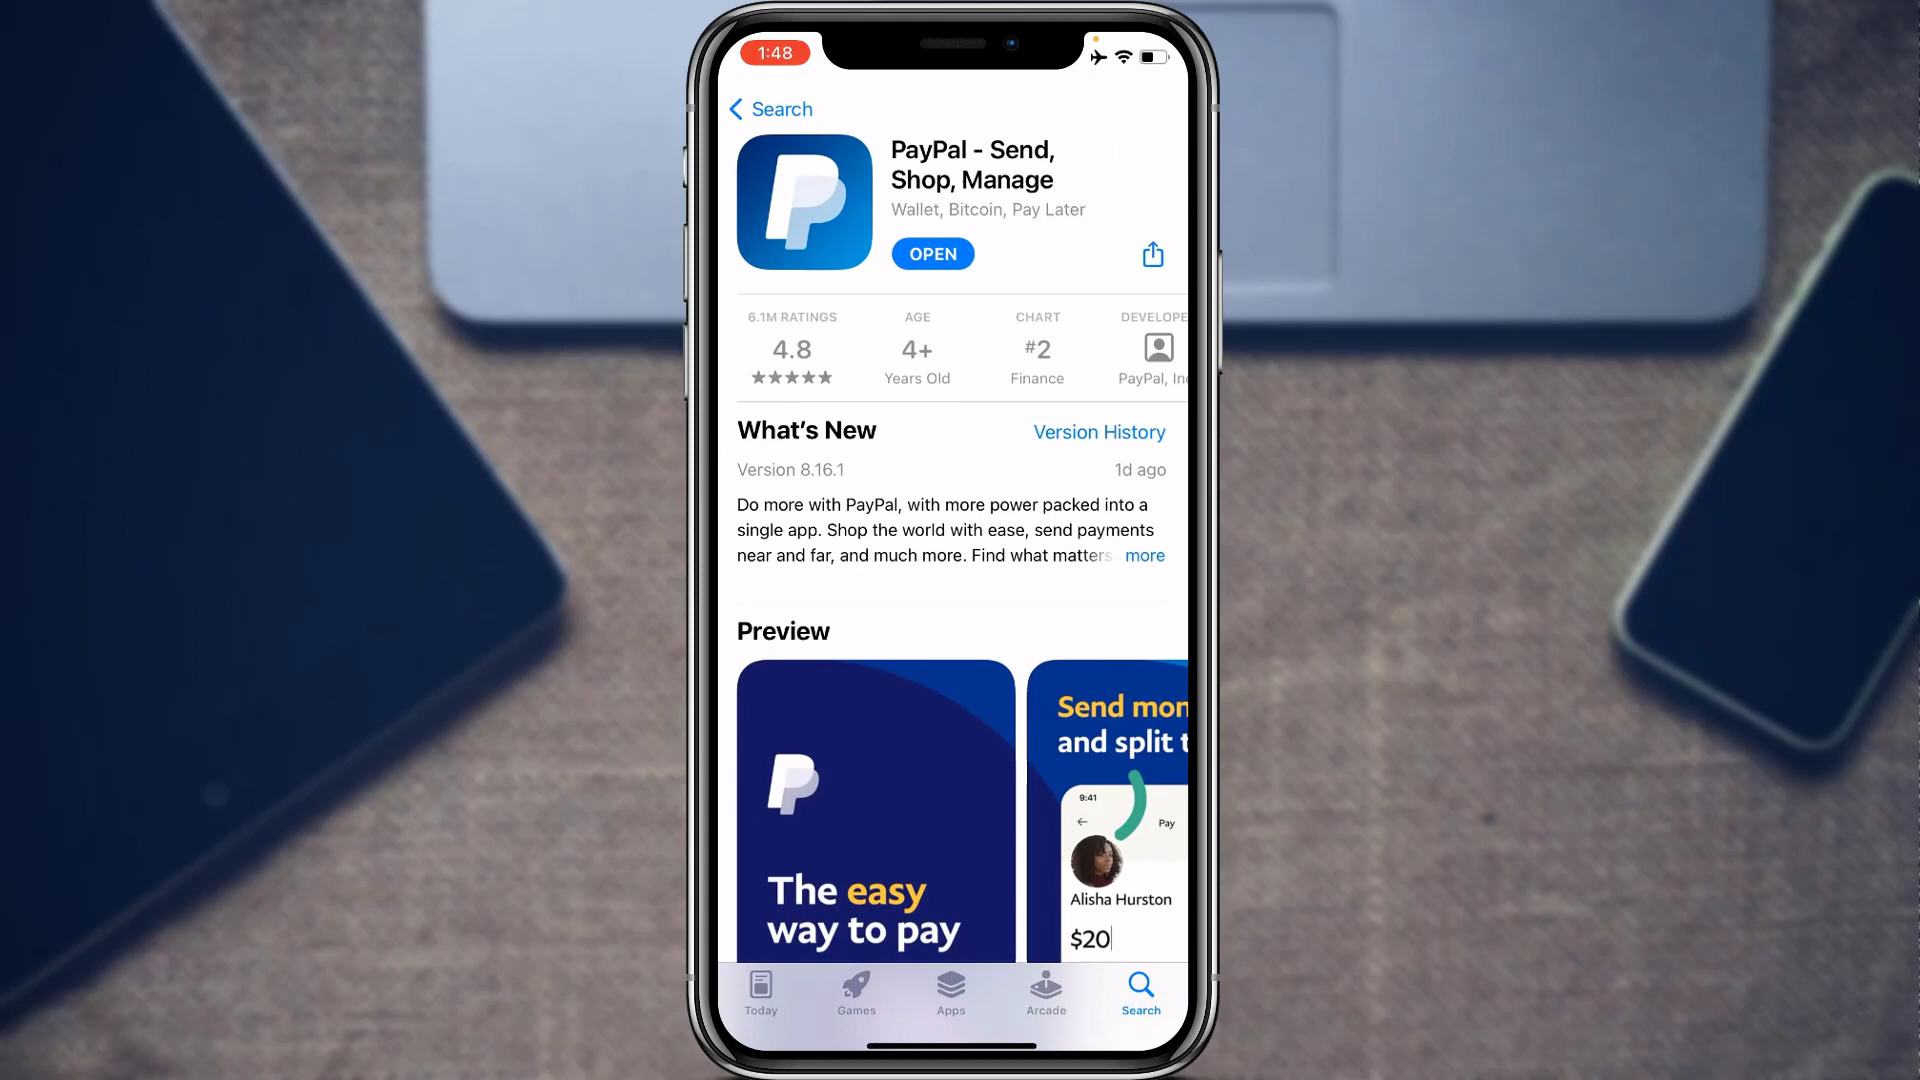 1:48
Search
PayPal - Send,
Shop, Manage
Wallet, Bitcoin, Pay Later
OPEN
6.1M RATINGS
4.8
AGE
4+
Years Old
CHART
#2
Finance
DEVELOPE
PayPal, Inc
What's New
Version History
Version 8.16.1
1d ago
Do more with PayPal, with more power packed into a
single app. Shop the world with ease, send payments
near and far, and much more. Find what matters more
Preview
The easy
way to pay
Send mon
and split t
9:41
Pay
Alisha Hurston
$20
Today
Games
Apps
Arcade
Search